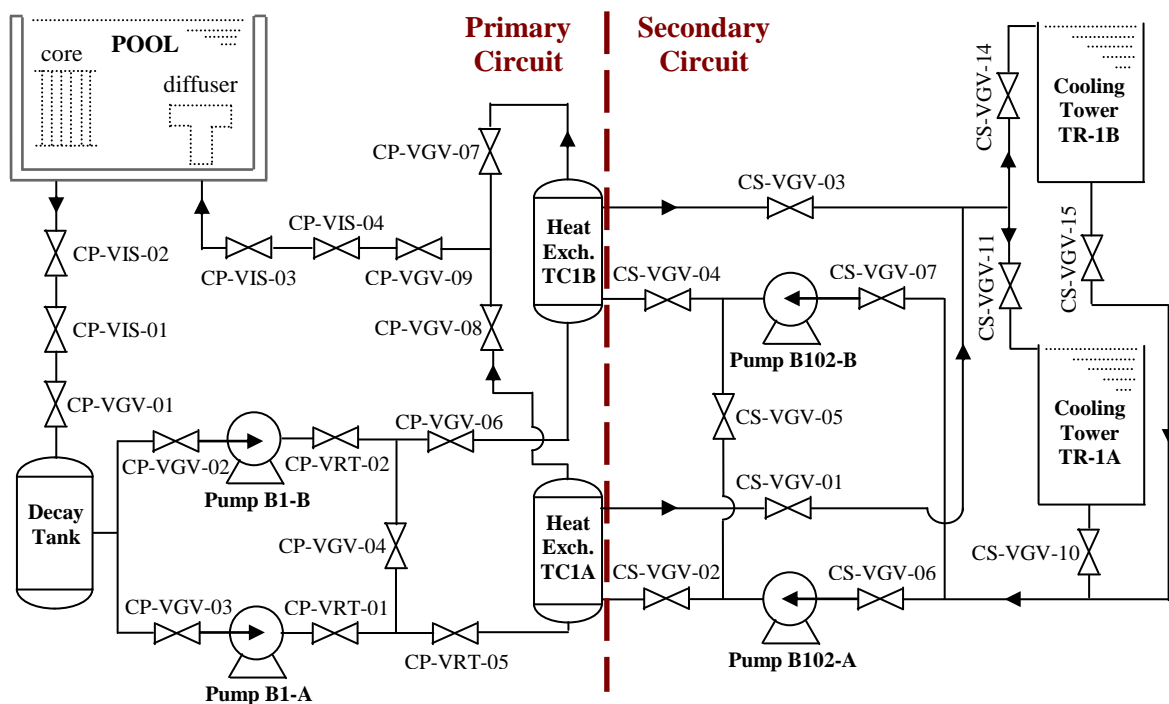 Primary
Circuit
Secondary
Circuit
POOL
core
diffuser
CP-VGV-07
CS-VGV-14
Cooling
Tower
TR-1B
CS-VGV-03
CP-VIS-02
CP-VIS-04
CP-VIS-03
CP-VGV-09
Heat
Exch.
TC1B
CS-VGV-04
CS-VGV-07
CS-VGV-11
CS-VGV-15
CP-VIS-01
CP-VGV-08
Pump B102-B
CP-VGV-01
CP-VGV-06
CS-VGV-05
Cooling
Tower
TR-1A
CP-VGV-02
CP-VRT-02
Pump B1-B
CS-VGV-01
Decay
Tank
CP-VGV-04
Heat
Exch.
TC1A
CS-VGV-10
CS-VGV-02
CS-VGV-06
CP-VGV-03
CP-VRT-01
CP-VRT-05
Pump B102-A
Pump B1-A